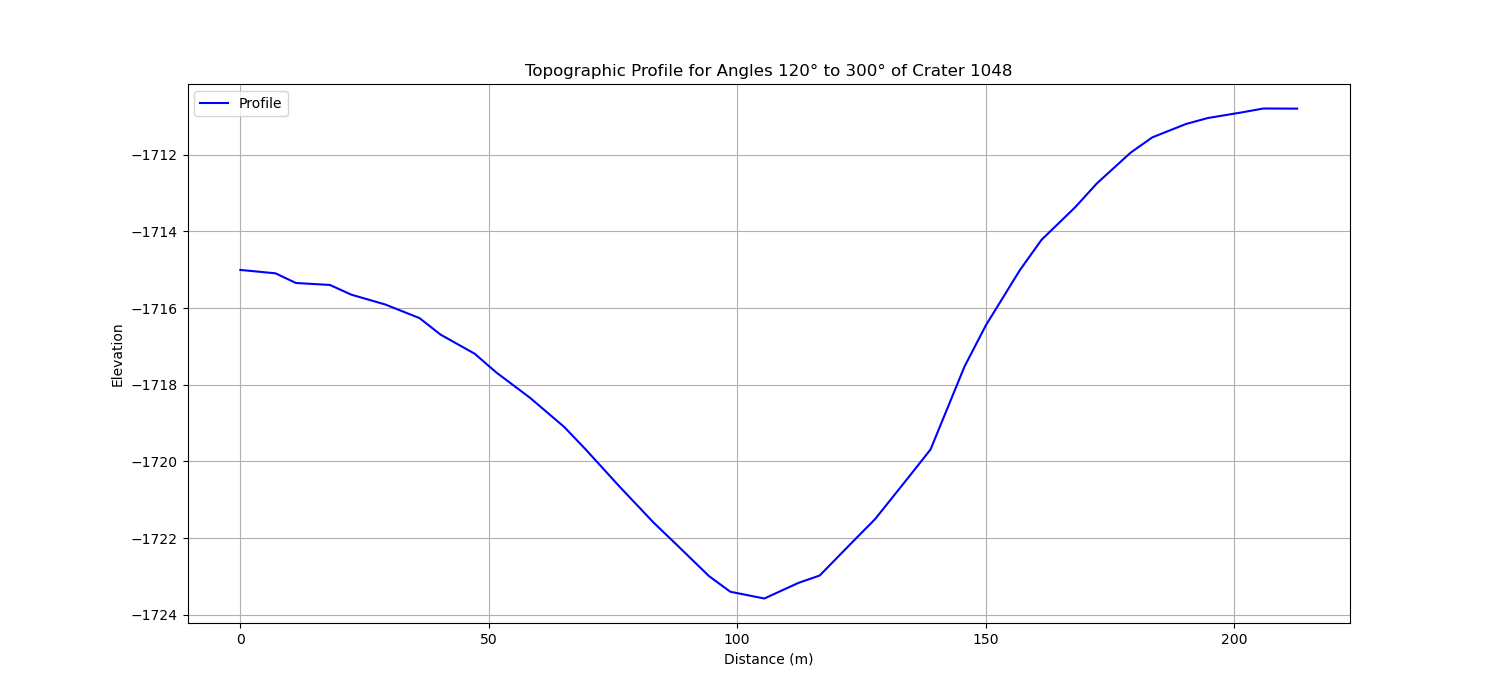 Topographic Profile for Angles 120° to 300° of Crater 1048
Profile
−1712
−1714
−1716
−1718
−1720
−1722
−1724
Elevation
0 50 100 150 200
Distance (m)